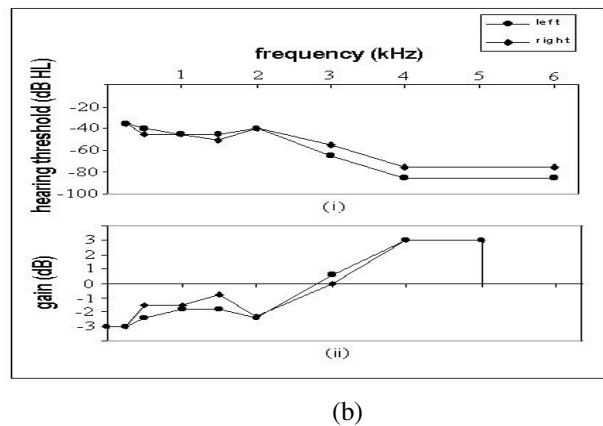 left
right
frequency (kHz)
1 2 3 4 5 6
hearing threshold (dB HL)
-20
-40
-60
-80
-100
(i)
gain (dB)
3
2
1
0
-1
-2
-3
(ii)
(b)